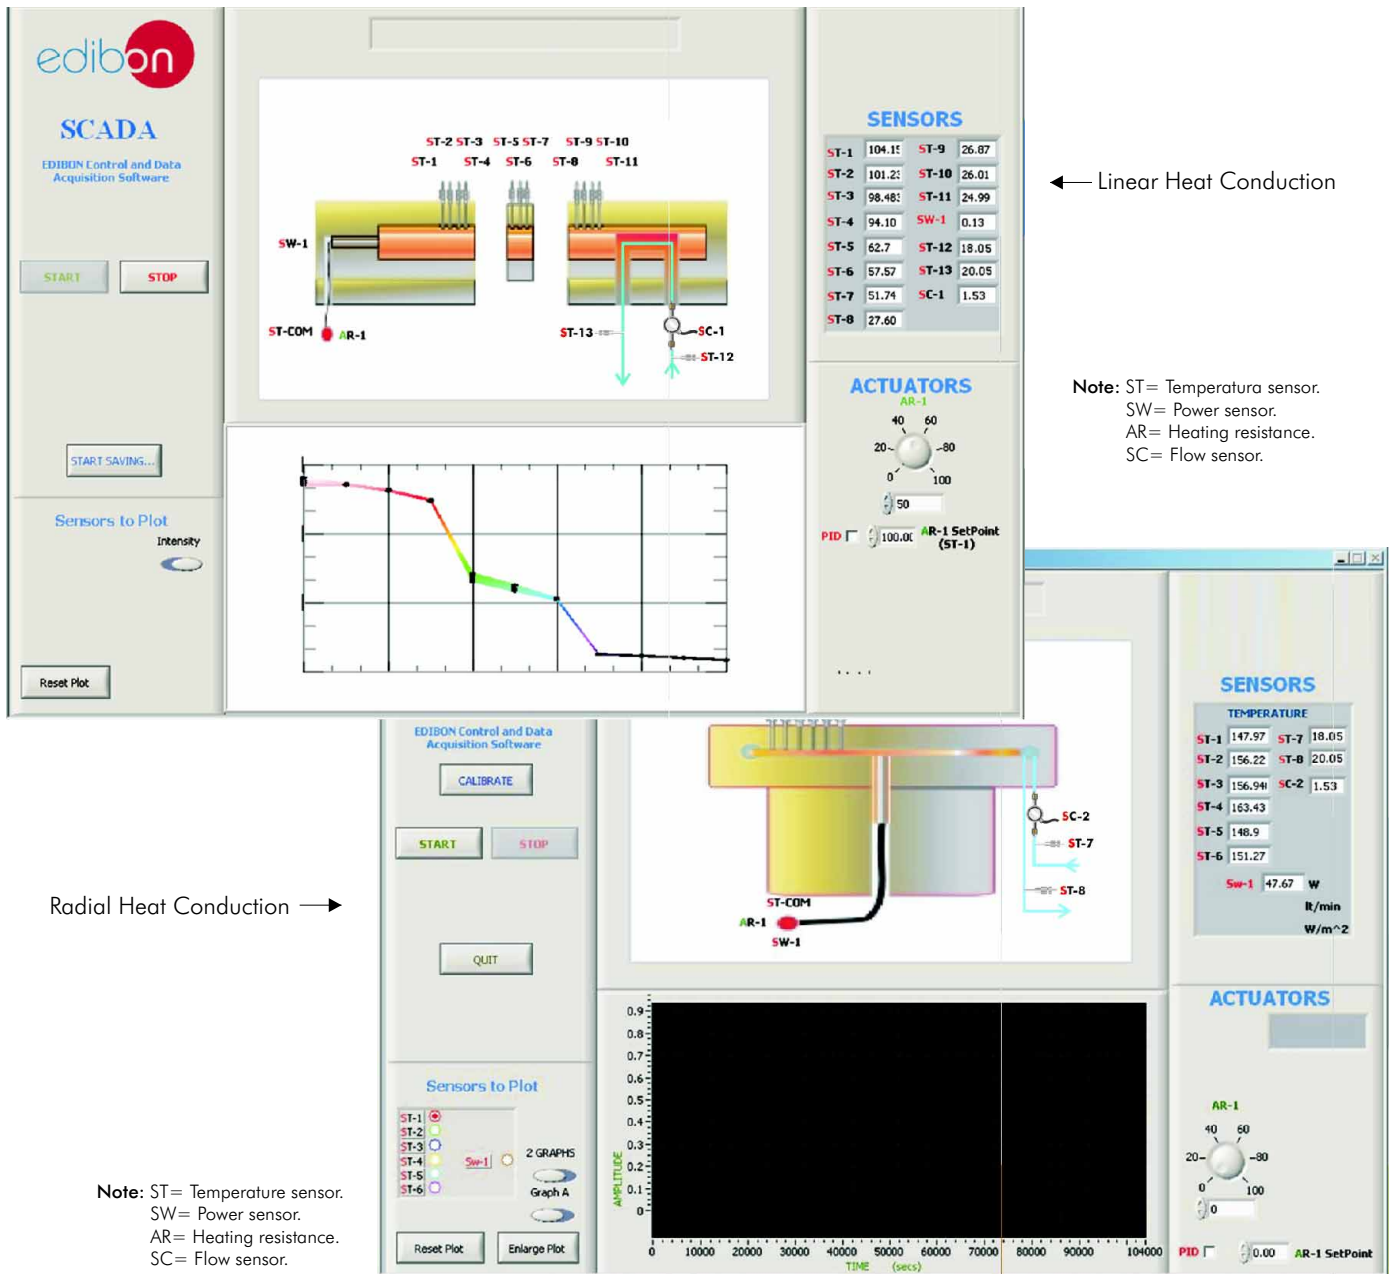 edibon
SCADA
EDIBON Control and Data
Acquisition Software
START STOP
START SAVING...
Sensors to Plot
Intensity
Reset Plot
ST-2 ST-3 ST-5 ST-7 ST-9 ST-10
ST-1 ST-4 ST-6 ST-8 ST-11
SW-1
ST-COM AR-1
ST-13 SC-1
ST-12
SENSORS
ST-1 104.15 ST-9 26.87
ST-2 101.23 ST-10 26.01
ST-3 98.483 ST-11 24.99
ST-4 94.10 SW-1 0.13
ST-5 62.7 ST-12 18.05
ST-6 57.57 ST-13 20.05
ST-7 51.74 SC-1 1.53
ST-8 27.60
ACTUATORS
AR-1
40 60
20 80
0 100
50
PID 100.00 AR-1 SetPoint
(ST-1)
Linear Heat Conduction
Note: ST= Temperatura sensor.
SW= Power sensor.
AR= Heating resistance.
SC= Flow sensor.
EDIBON Control and Data
Acquisition Software
CALIBRATE
START STOP
QUIT
Sensors to Plot
ST-1
ST-2
ST-3
ST-4 Sw-1
ST-5
ST-6
2 GRAPHS
Graph A
Reset Plot Enlarge Plot
SC-2
ST-7
ST-8
ST-COM
AR-1
SW-1
AMPLITUDE
0.9
0.8
0.7
0.6
0.5
0.4
0.3
0.2
0.1
0
0 10000 20000 30000 40000 50000 60000 70000 80000 90000 104000
TIME (secs)
SENSORS
TEMPERATURE
ST-1 147.97 ST-7 18.05
ST-2 156.22 ST-8 20.05
ST-3 156.94 SC-2 1.53
ST-4 163.43
ST-5 148.9
ST-6 151.27
Sw-1 47.67 W
lt/min
W/m^2
ACTUATORS
AR-1
40 60
20 80
0 100
0
PID 0.00 AR-1 SetPoint
Radial Heat Conduction
Note: ST= Temperature sensor.
SW= Power sensor.
AR= Heating resistance.
SC= Flow sensor.